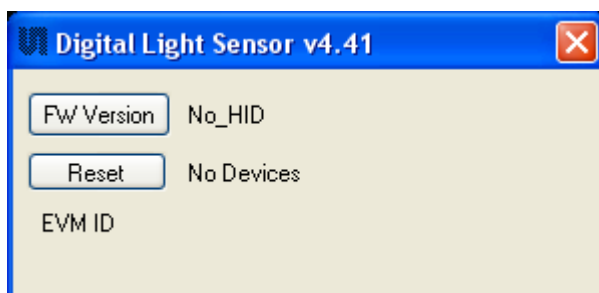 Digital Light Sensor v4.41
FW Version No_HID
Reset No Devices
EVM ID